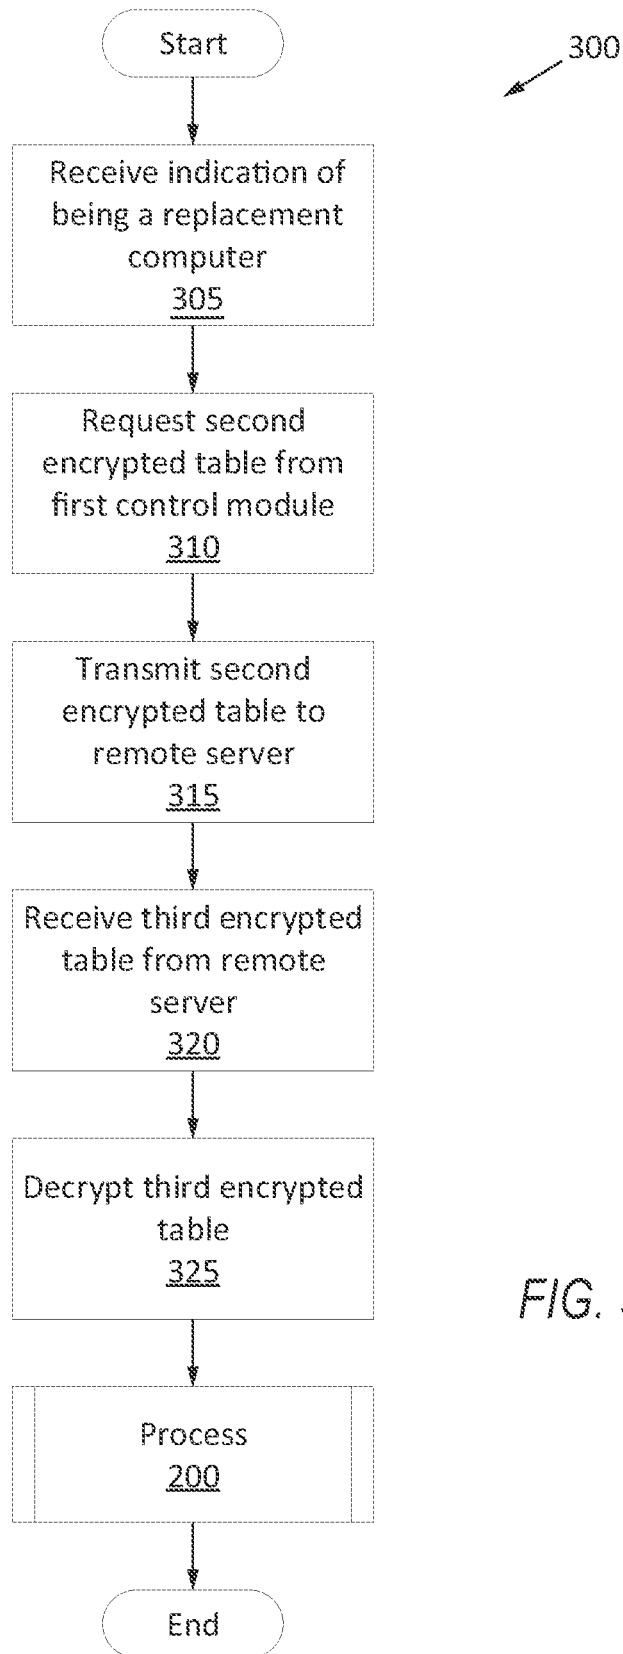 Start
300
Receive indication of
being a replacement
computer
305
Request second
encrypted table from
first control module
310
Transmit second
encrypted table to
remote server
315
Receive third encrypted
table from remote
server
320
Decrypt third encrypted
table
325
FIG.
Process
200
End